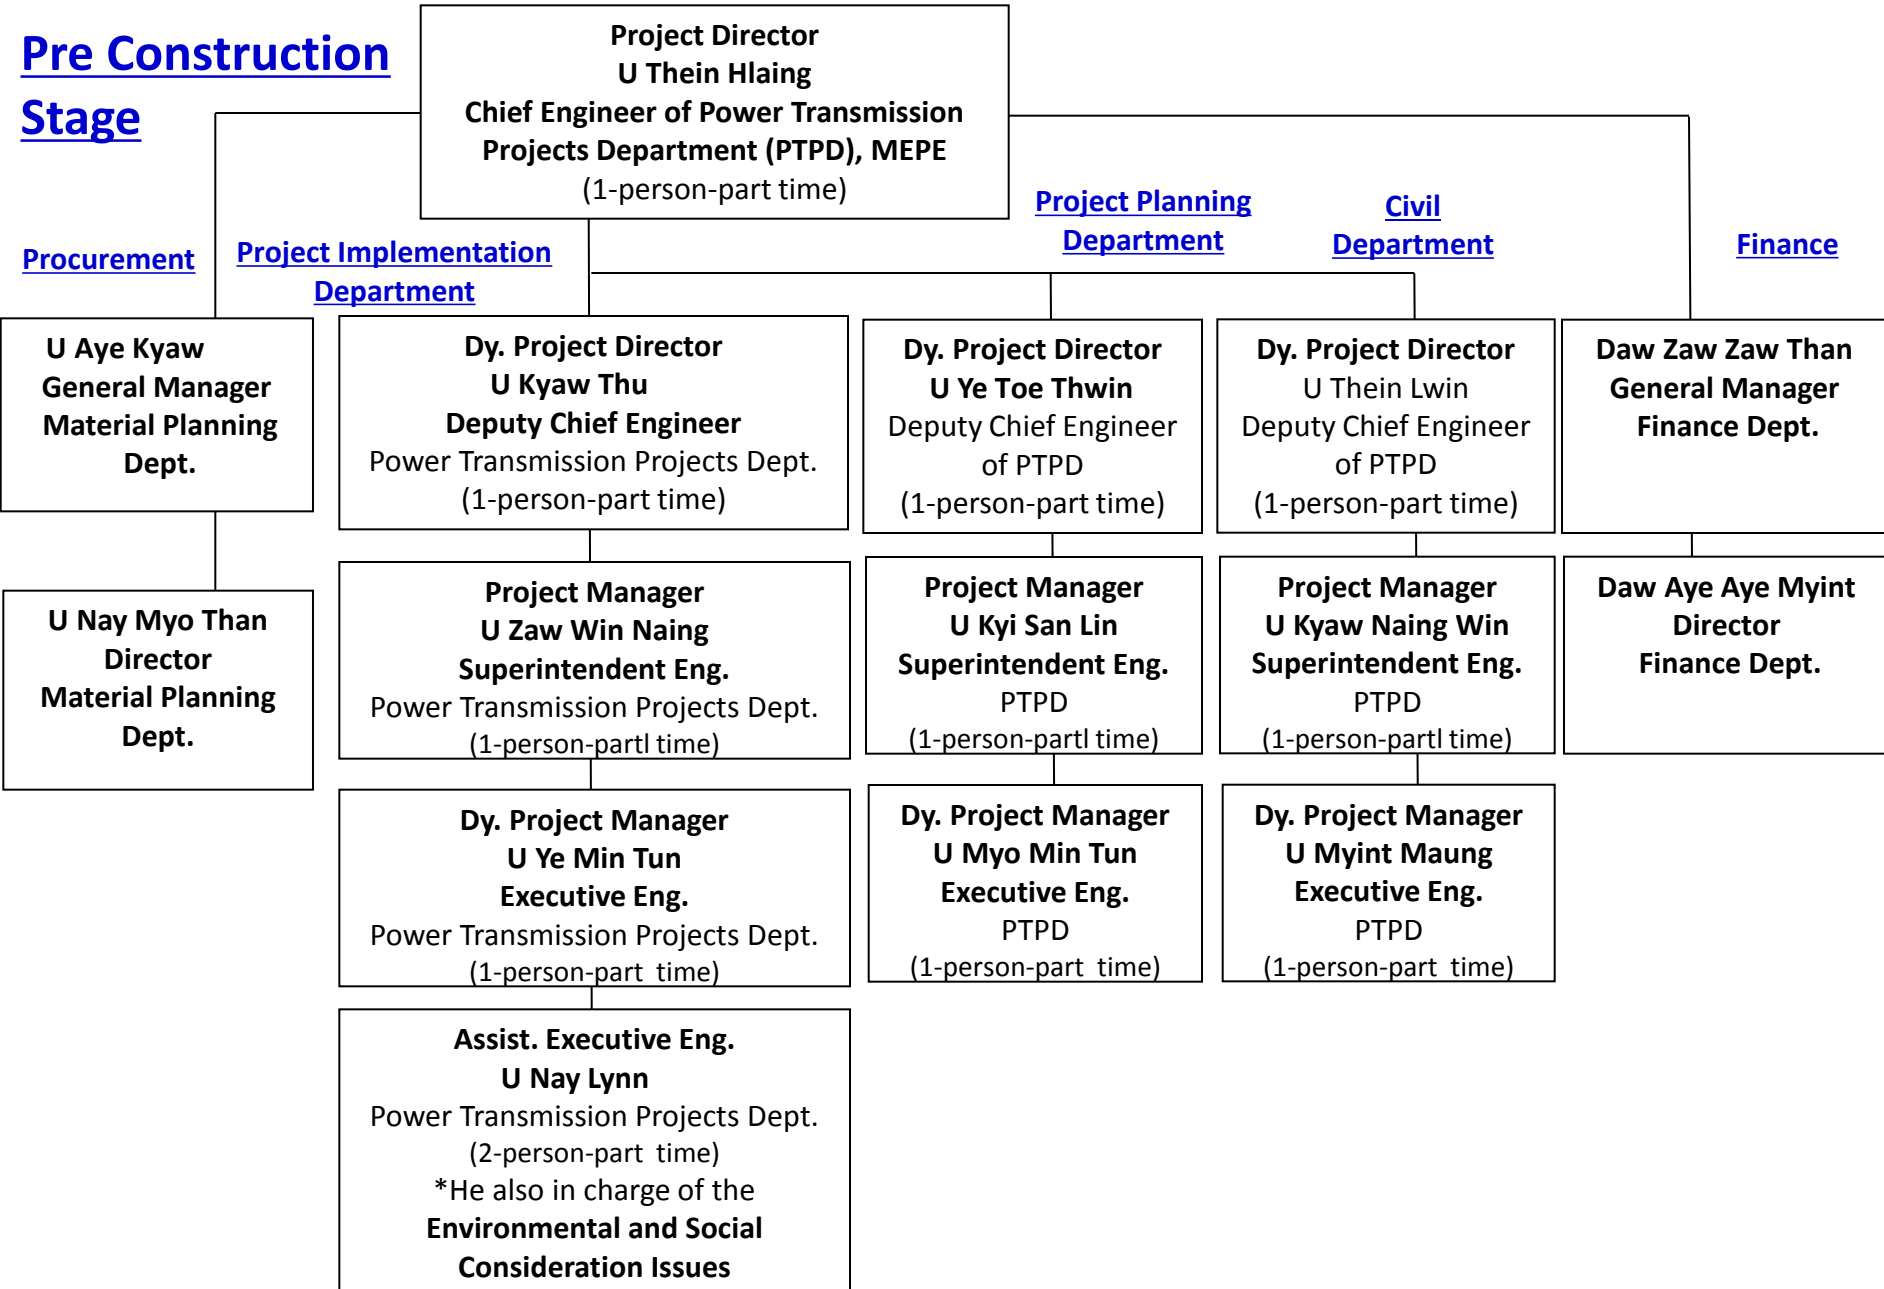 Pre Construction
Stage
Project Director
U Thein Hlaing
Chief Engineer of Power Transmission
Projects Department (PTPD), MEPE
(1-person-part time)
Procurement
Project Implementation
Department
Project Planning
Department
Civil
Department
Finance
U Aye Kyaw
General Manager
Material Planning
Dept.
U Nay Myo Than
Director
Material Planning
Dept.
Dy. Project Director
U Kyaw Thu
Deputy Chief Engineer
Power Transmission Projects Dept.
(1-person-part time)
Project Manager
U Zaw Win Naing
Superintendent Eng.
Power Transmission Projects Dept.
(1-person-partl time)
Dy. Project Manager
U Ye Min Tun
Executive Eng.
Power Transmission Projects Dept.
(1-person-part time)
Assist. Executive Eng.
U Nay Lynn
Power Transmission Projects Dept.
(2-person-part time)
*He also in charge of the
Environmental and Social
Consideration Issues
Dy. Project Director
U Ye Toe Thwin
Deputy Chief Engineer
of PTPD
(1-person-part time)
Project Manager
U Kyi San Lin
Superintendent Eng.
PTPD
(1-person-partl time)
Dy. Project Manager
U Myo Min Tun
Executive Eng.
PTPD
(1-person-part time)
Dy. Project Director
U Thein Lwin
Deputy Chief Engineer
of PTPD
(1-person-part time)
Project Manager
U Kyaw Naing Win
Superintendent Eng.
PTPD
(1-person-partl time)
Dy. Project Manager
U Myint Maung
Executive Eng.
PTPD
(1-person-part time)
Daw Zaw Zaw Than
General Manager
Finance Dept.
Daw Aye Aye Myint
Director
Finance Dept.